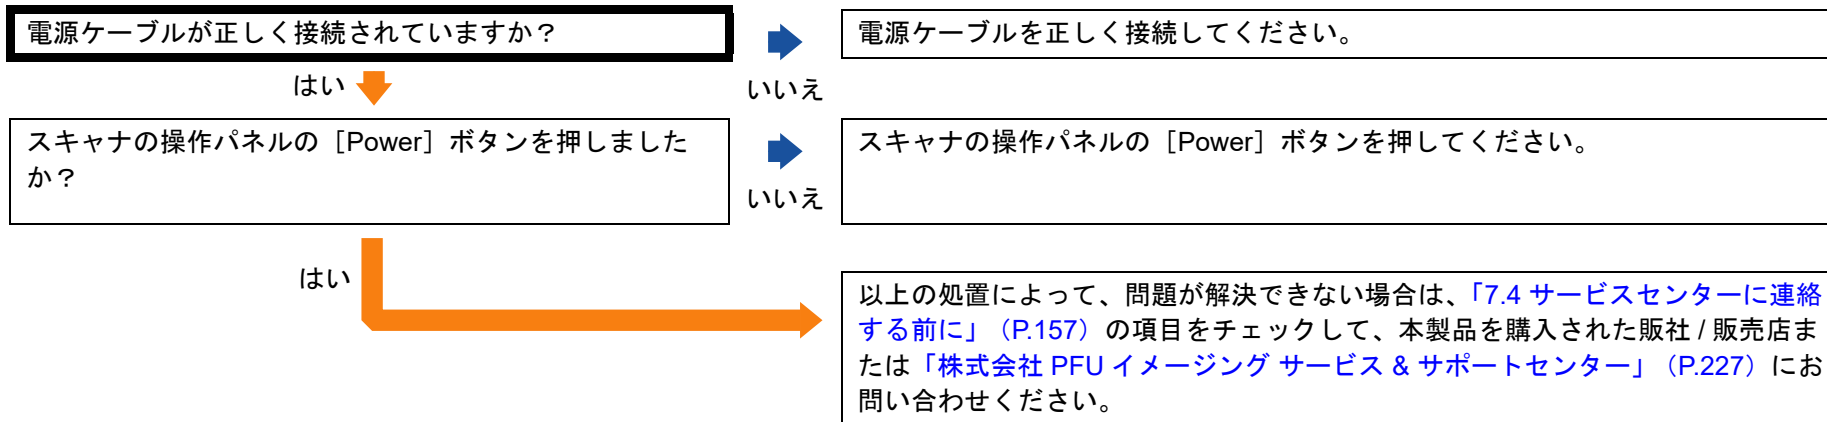 電源ケーブルが正しく接続されていますか？
電源ケーブルを正しく接続してください。
はい
いいえ
スキャナの操作パネルの［Power］ボタンを押しました
か？
スキャナの操作パネルの［Power］ボタンを押してください。
いいえ
はい
以上の処置によって、問題が解決できない場合は、「7.4 サービスセンターに連絡
する前に」（P.157）の項目をチェックして、本製品を購入された販社 / 販売店ま
たは「株式会社 PFU イメージング サービス & サポートセンター」（P.227）にお
問い合わせください。